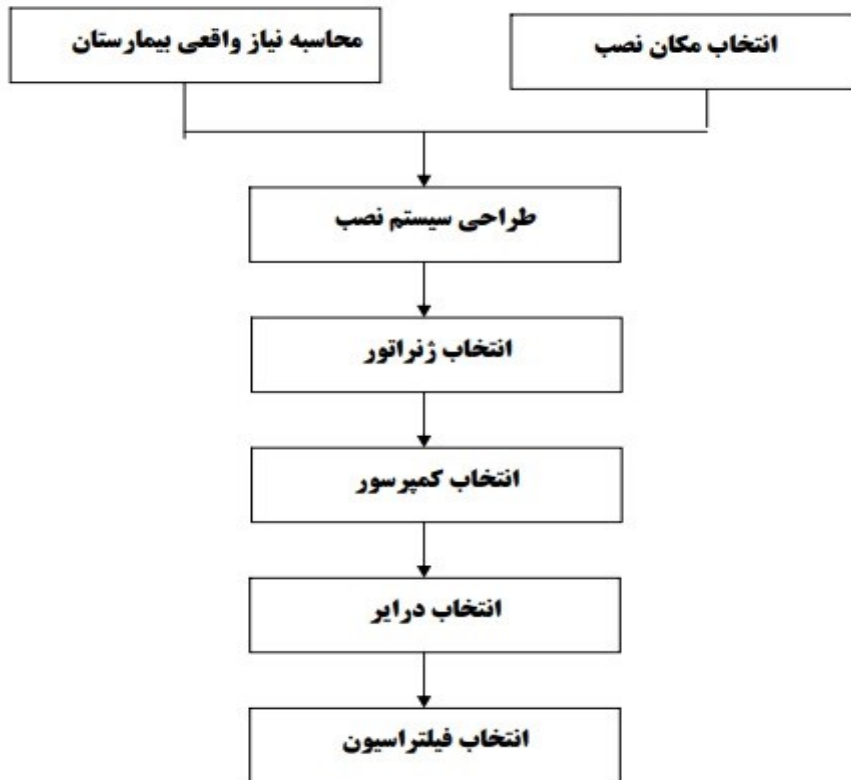 انتخاب مکان نصب
محاسبه نیاز واقعی بیمارستان
طراحی سیستم نصب
انتخاب ژنراتور
انتخاب کمپرسور
انتخاب درایر
انتخاب فیلتراسیون